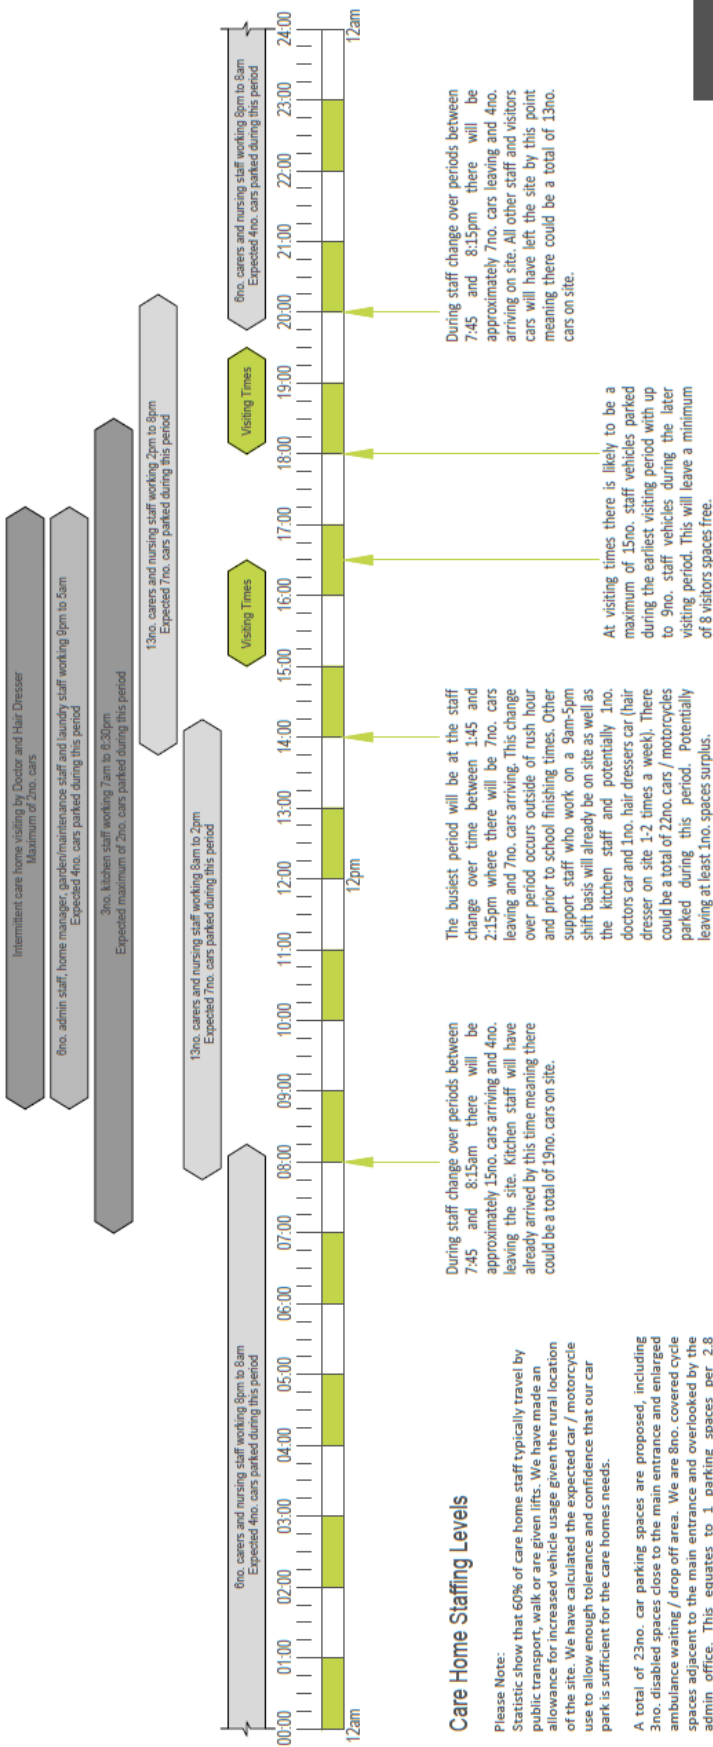 Intermittent care home visiting by Doctor and Hair Dresser
Maximum of 2no. cars
6no. admin staff, home manager, garden/maintenance staff and laundry staff working 9pm to 5am
Expected 4no. cars parked during this period
3no. kitchen staff working 7am to 6:30pm
Expected maximum of 2no. cars parked during this period
13no. carers and nursing staff working 2pm to 8pm
Expected 7no. cars parked during this period
13no. carers and nursing staff working 8am to 2pm
Expected 7no. cars parked during this period
6no. carers and nursing staff working 8pm to 8am
Expected 4no. cars parked during this period
Visiting Times
Visiting Times
6no. carers and nursing staff working 8pm to 8am
Expected 4no. cars parked during this period
00:00 01:00 02:00 03:00 04:00 05:00 06:00 07:00 08:00 09:00 10:00 11:00 12:00 13:00 14:00 15:00 16:00 17:00 18:00 19:00 20:00 21:00 22:00 23:00 24:00
12am 12pm 12am
Care Home Staffing Levels
Please Note:
Statistic show that 60% of care home staff typically travel by
public transport, walk or are given lifts. We have made an
allowance for increased vehicle usage given the rural location
of the site. We have calculated the expected car / motorcycle
use to allow enough tolerance and confidence that our car
park is sufficient for the care homes needs.
A total of 23no. car parking spaces are proposed, including
3no. disabled spaces close to the main entrance and enlarged
ambulance waiting / drop off area. We are 8no. covered cycle
spaces adjacent to the main entrance and overlooked by the
admin office. This equates to 1 parking spaces per 2.8
During staff change over periods between
7:45 and 8:15am there will be
approximately 15no. cars arriving and 4no.
leaving the site. Kitchen staff will have
already arrived by this time meaning there
could be a total of 19no. cars on site.
The busiest period will be at the staff
change over time between 1:45 and
2:15pm where there will be 7no. cars
leaving and 7no. cars arriving. This change
over period occurs outside of rush hour
and prior to school finishing times. Other
support staff who work on a 9am-5pm
shift basis will already be on site as well as
the kitchen staff and potentially 1no.
doctors car and 1no. hair dressers car (hair
dresser on site 1-2 times a week). There
could be a total of 22no. cars / motorcycles
parked during this period. Potentially
leaving at least 1no. spaces surplus.
At visiting times there is likely to be a
maximum of 15no. staff vehicles parked
during the earliest visiting period with up
to 9no. staff vehicles during the later
visiting period. This will leave a minimum
of 8 visitors spaces free.
During staff change over periods between
7:45 and 8:15pm there will be
approximately 7no. cars leaving and 4no.
arriving on site. All other staff and visitors
cars will have left the site by this point
meaning there could be a total of 13no.
cars on site.